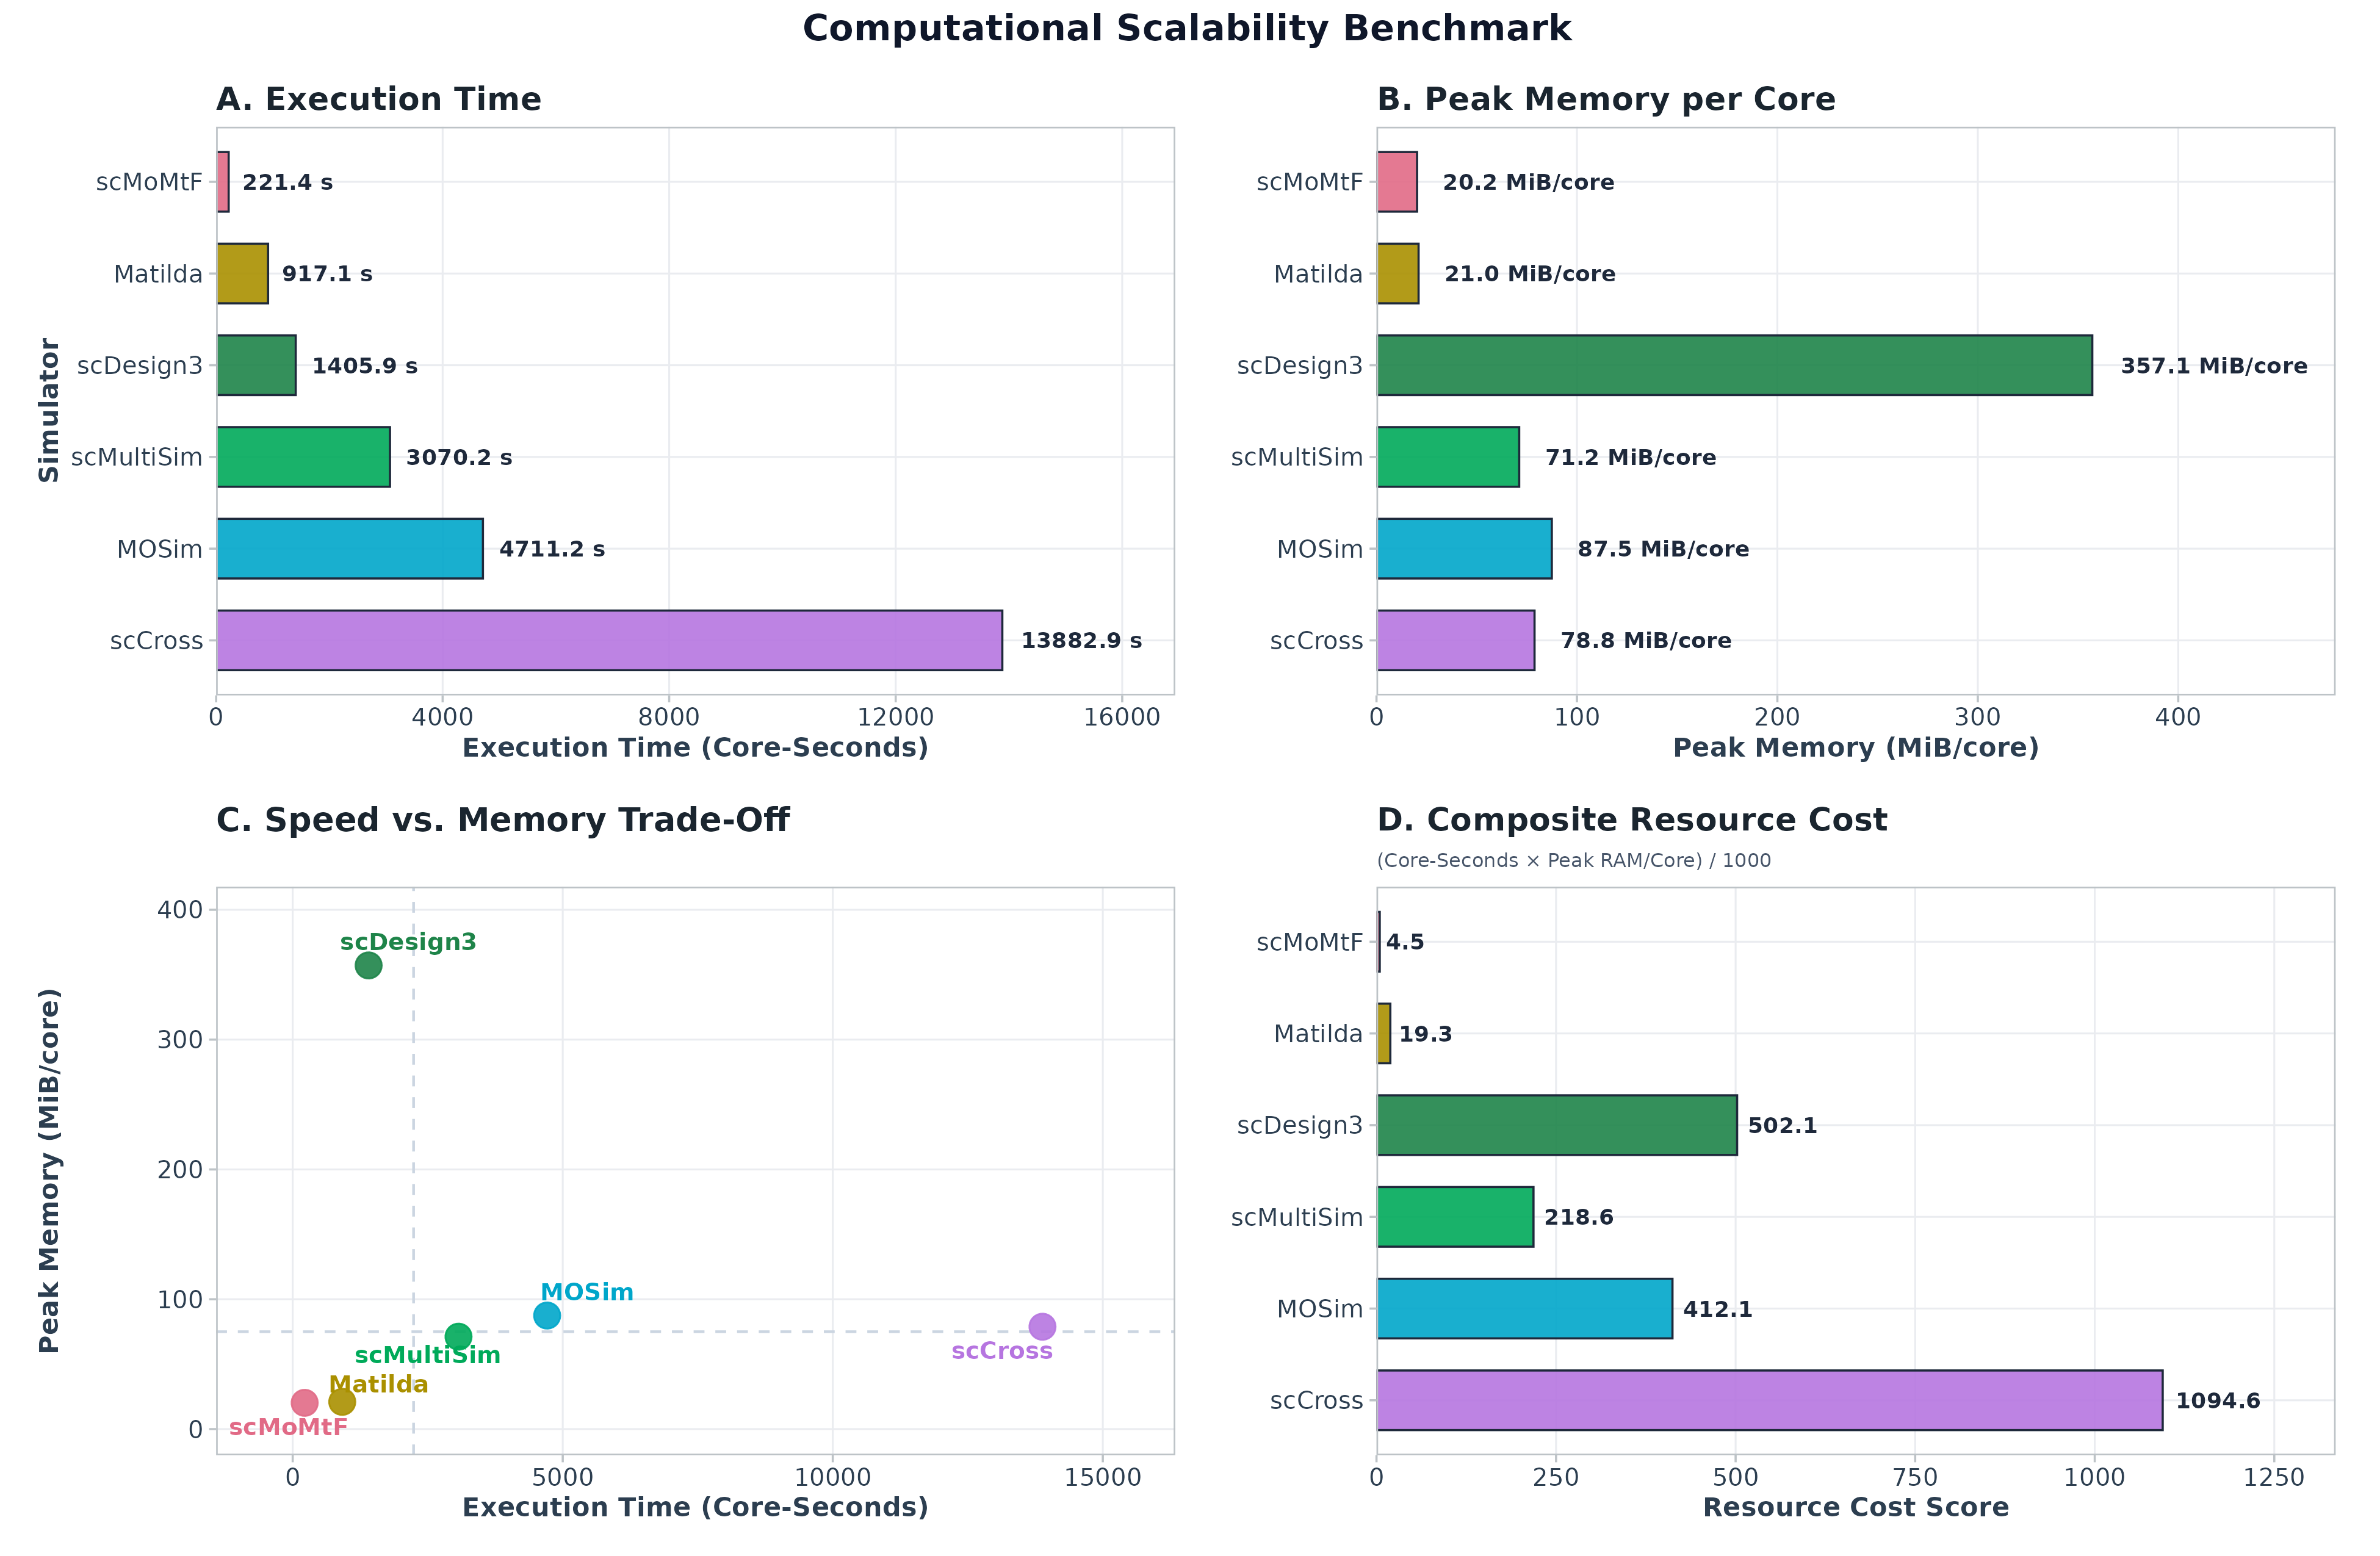 Computational Scalability Benchmark
A. Execution Time
Simulator
scMoMtF
221.4 s
Matilda
917.1 s
scDesign3
1405.9 s
scMultiSim
3070.2 s
MOSim
4711.2 s
scCross
13882.9 s
0 4000 8000 12000 16000
Execution Time (Core-Seconds)
B. Peak Memory per Core
scMoMtF
20.2 MiB/core
Matilda
21.0 MiB/core
scDesign3
357.1 MiB/core
scMultiSim
71.2 MiB/core
MOSim
87.5 MiB/core
scCross
78.8 MiB/core
0 100 200 300 400
Peak Memory (MiB/core)
C. Speed vs. Memory Trade-Off
Peak Memory (MiB/core)
400
300
200
100
0
scDesign3
MOSim
scMultiSim
scCross
Matilda
scMoMtF
0 5000 10000 15000
Execution Time (Core-Seconds)
D. Composite Resource Cost
(Core-Seconds × Peak RAM/Core) / 1000
scMoMtF
4.5
Matilda
19.3
scDesign3
502.1
scMultiSim
218.6
MOSim
412.1
scCross
1094.6
0 250 500 750 1000 1250
Resource Cost Score